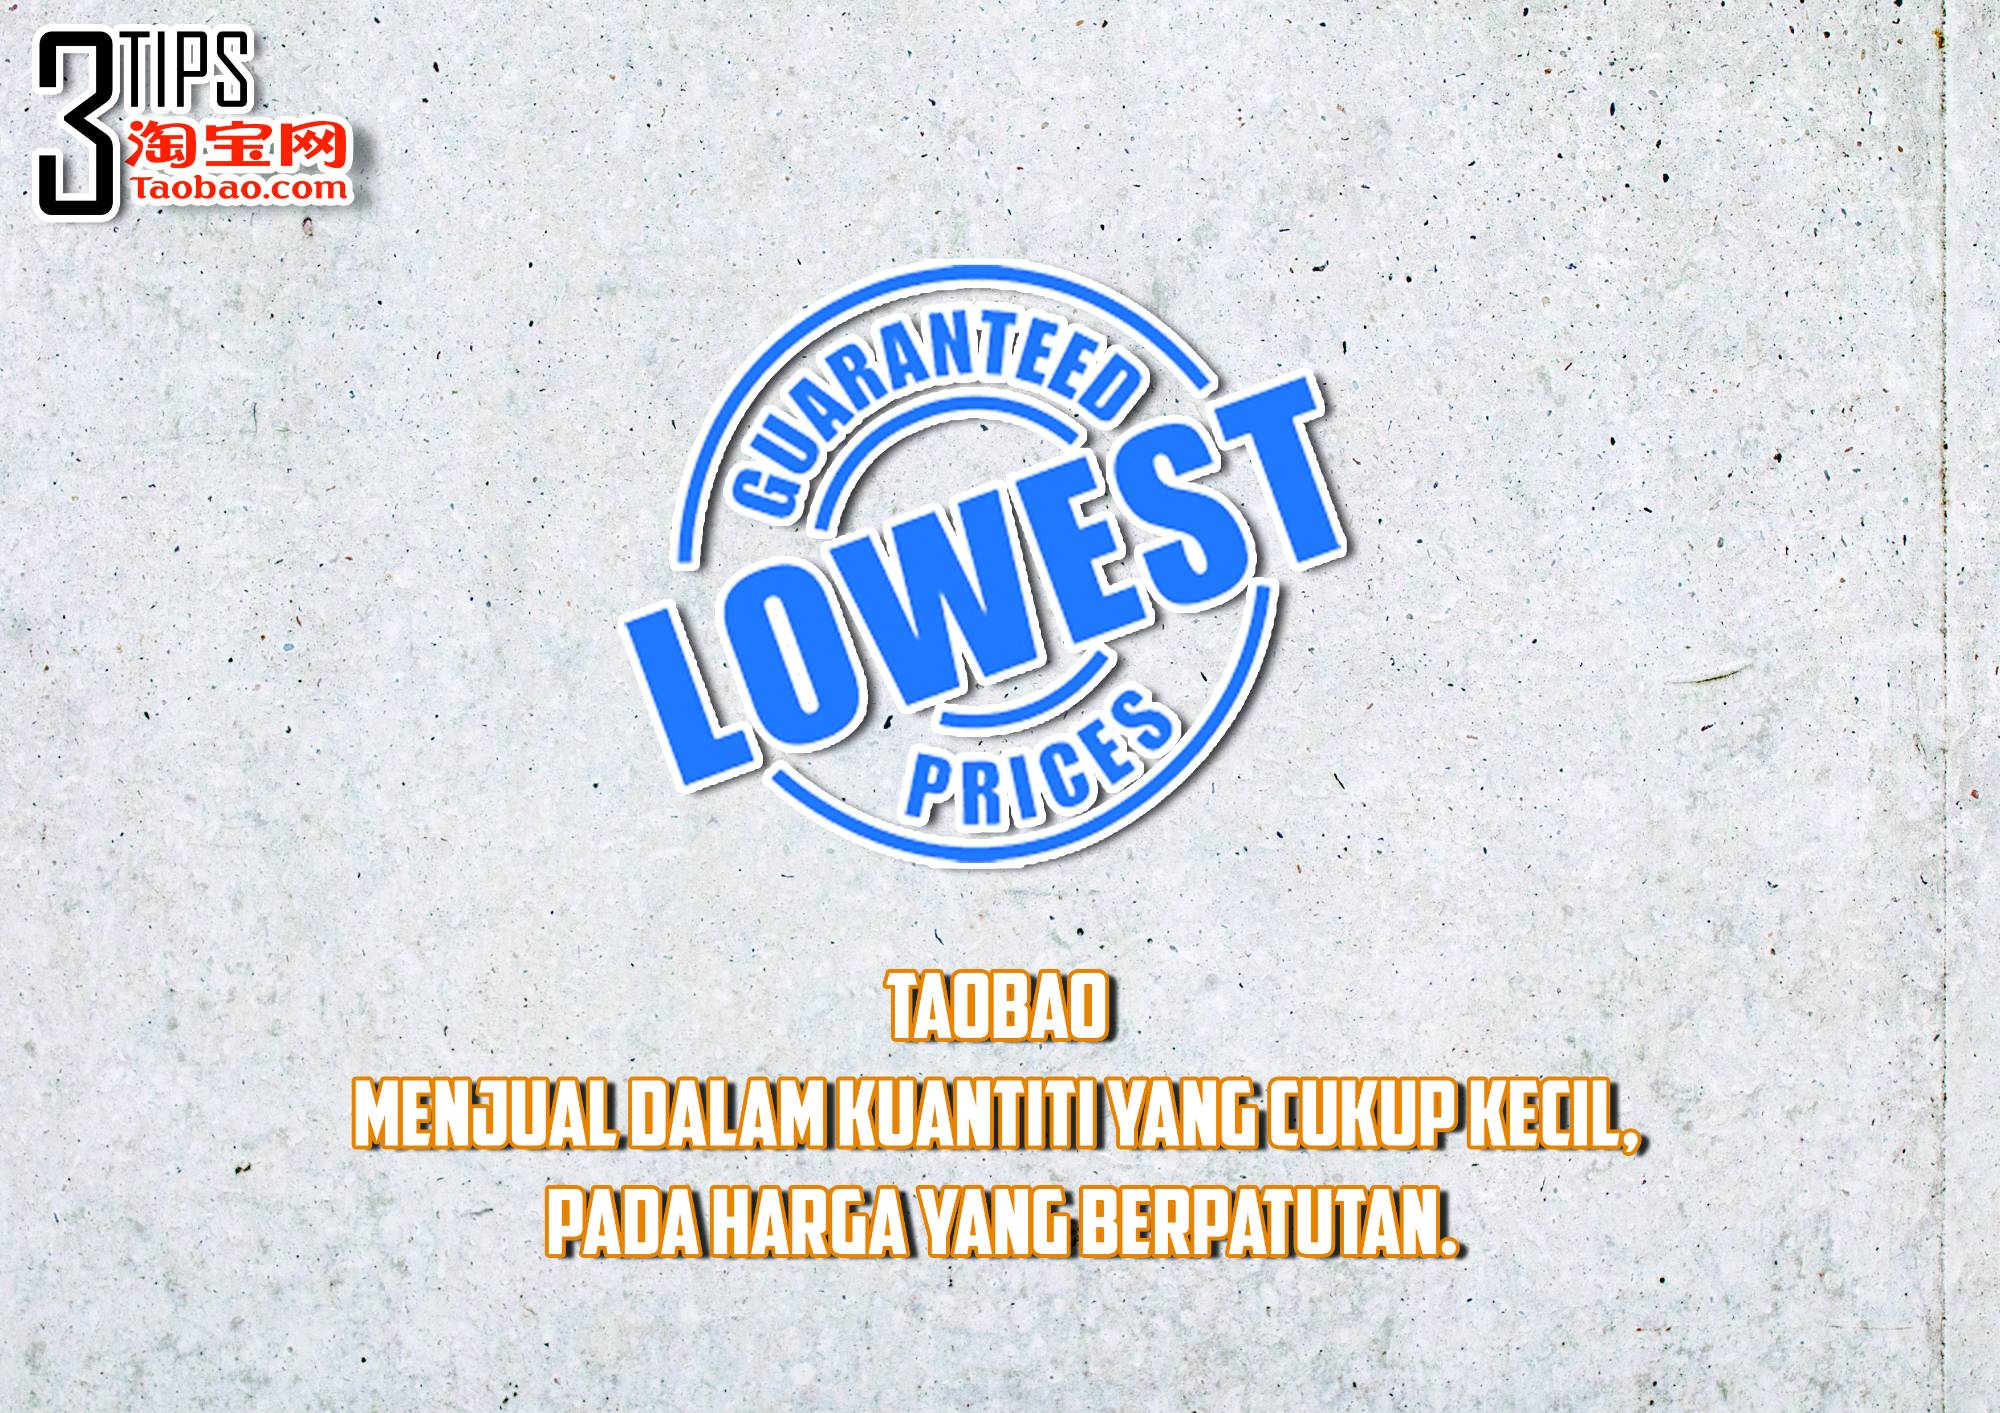 3 TIPS
淘宝网
Taobao.com
GUARANTEED
LOWEST
PRICES
TAOBAO
MENJUAL DALAM KUANTITI YANG CUKUP KECIL,
PADA HARGA YANG BERPATUTAN.